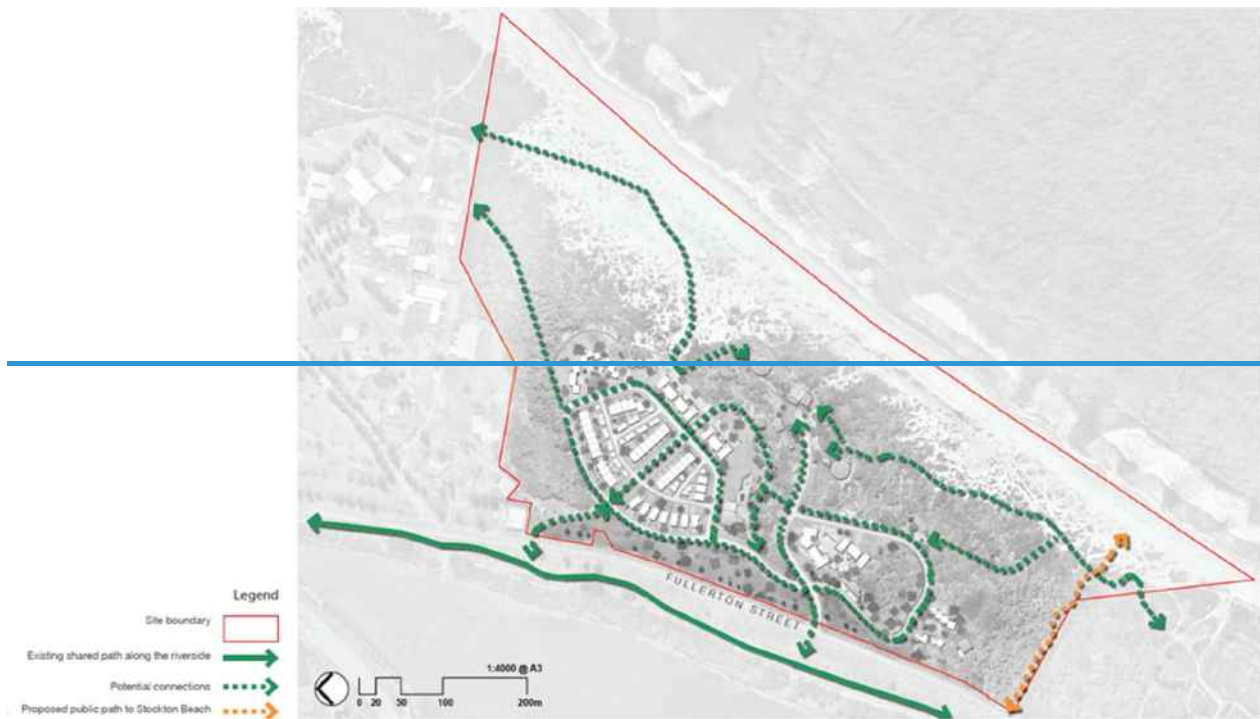 FULLERTON STREET
Legend
Site boundary
Existing shared path along the riverside
Potential connections
Proposed public path to Stockton Beach
1:4000 @ A3
0 20 50 100 200m